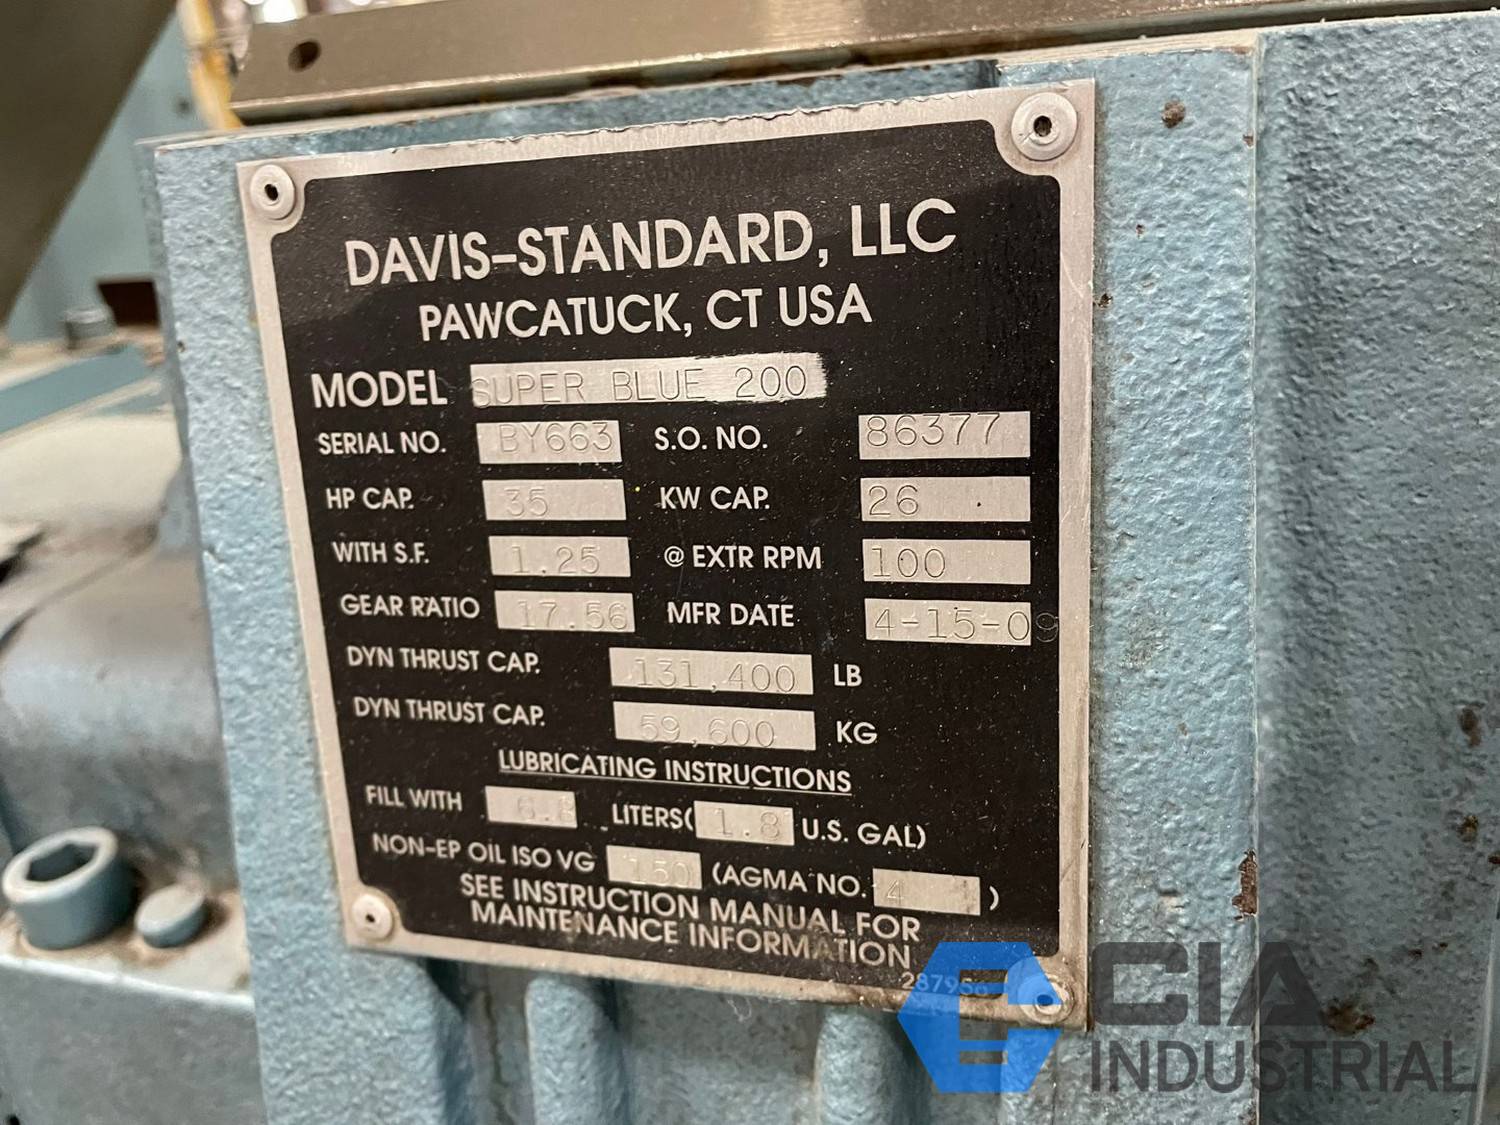 DAVIS-STANDARD, LLC
PAWCATUCK, CT USA
MODEL SUPER BLUE 200
SERIAL NO. BY663 S.O. NO. 86377
HP CAP. 35 KW CAP. 26
WITH S.F. 1.25 @ EXTR RPM 100
GEAR RATIO 17.56 MFR DATE 4-15-09
DYN THRUST CAP. 131,400 LB
DYN THRUST CAP. 59,600 KG
LUBRICATING INSTRUCTIONS
FILL WITH 6.8 LITERS( 1.8 U.S. GAL)
NON-EP OIL ISO VG 150 (AGMA NO. 4 )
SEE INSTRUCTION MANUAL FOR
MAINTENANCE INFORMATION
CIA
INDUSTRIAL